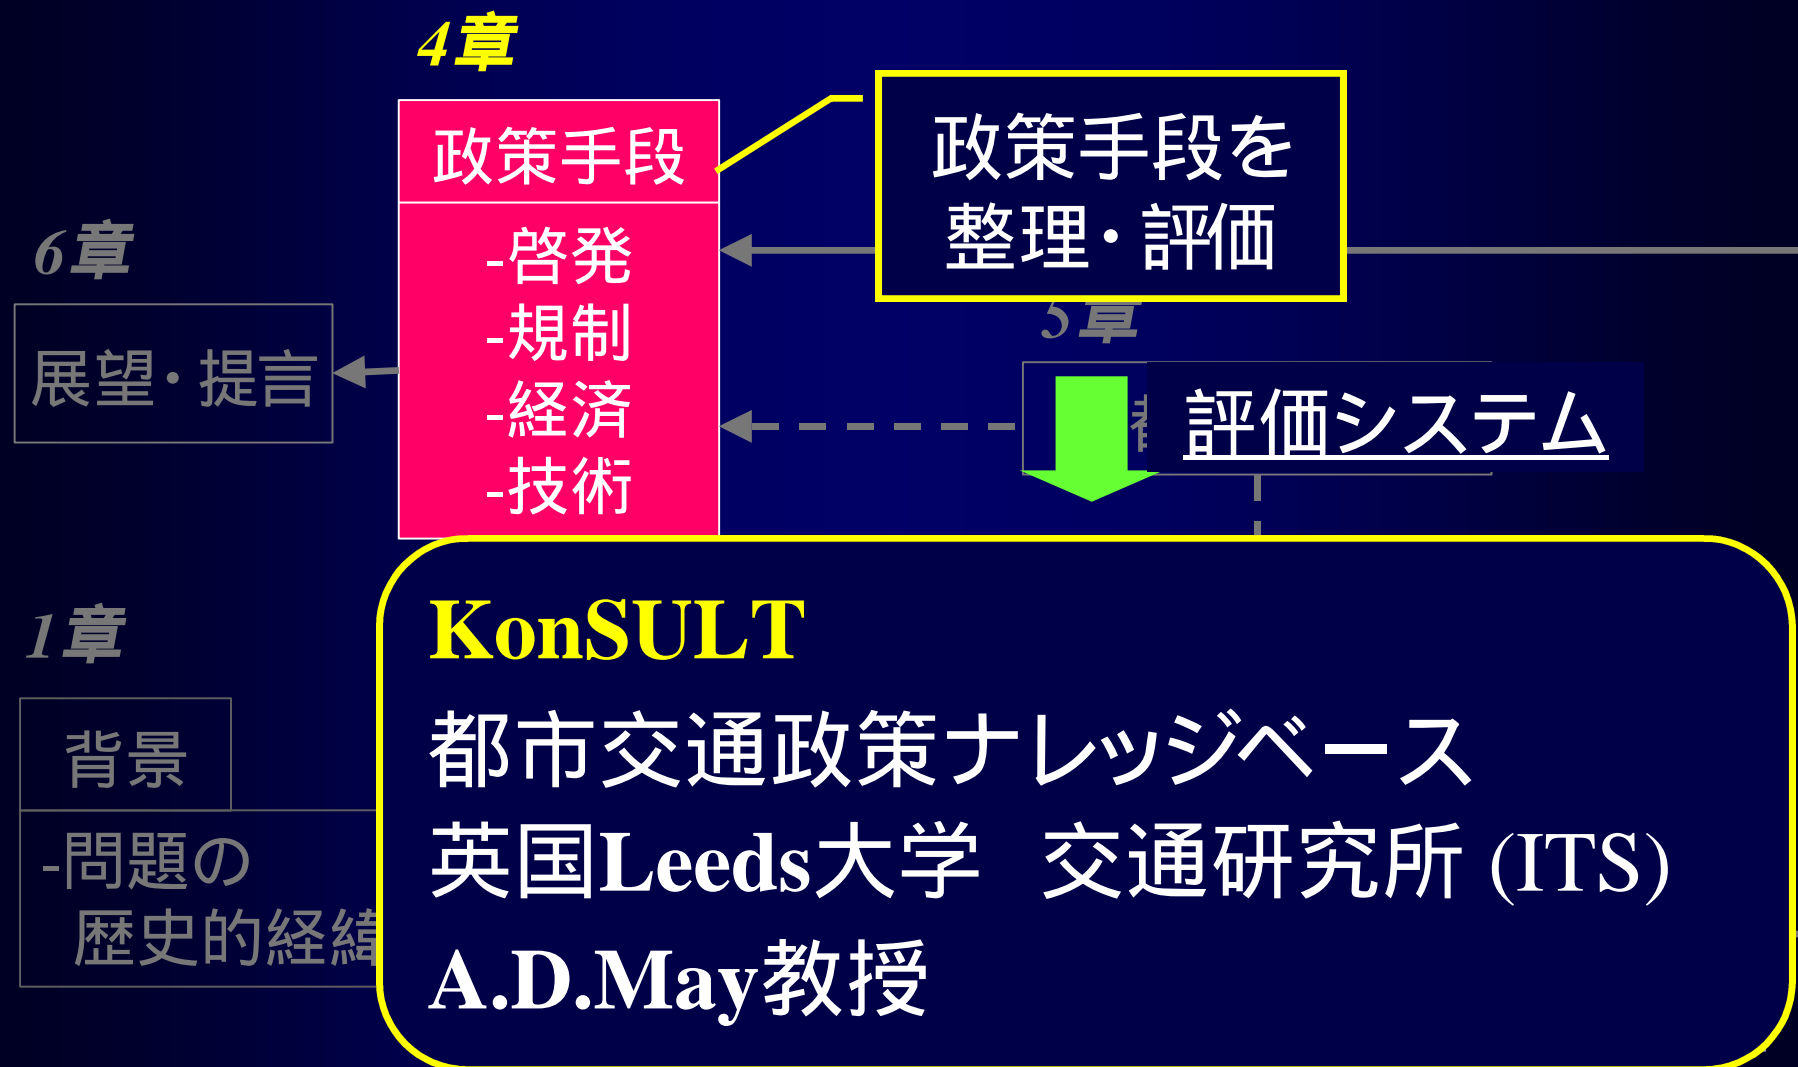 4章
政策手段
-啓発
-規制
-経済
-技術
政策手段を
整理・評価
6章
展望・提言
5章
評価システム
1章
背景
-問題の
歴史的経緯
KonSULT
都市交通政策ナレッジベース
英国Leeds大学　交通研究所 (ITS)
A.D.May教授